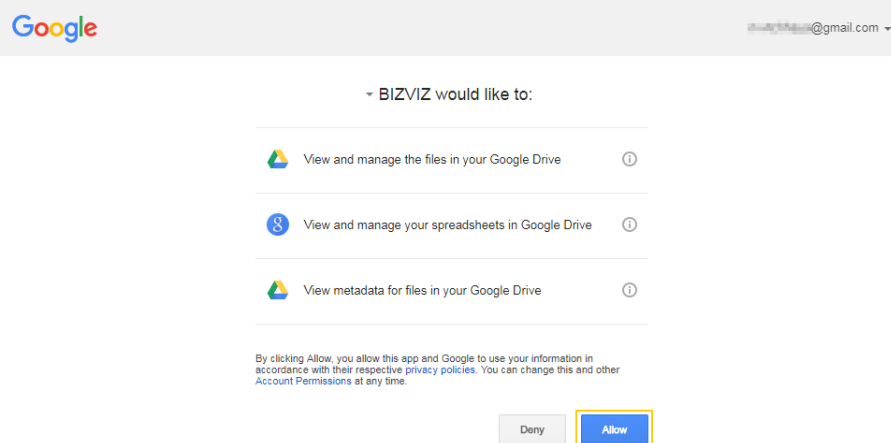 Google
@gmail.com
BIZVIZ would like to:
View and manage the files in your Google Drive
8 View and manage your spreadsheets in Google Drive
View metadata for files in your Google Drive
By clicking Allow, you allow this app and Google to use your information in
accordance with their respective privacy policies. You can change this and other
Account Permissions at any time.
Deny Allow